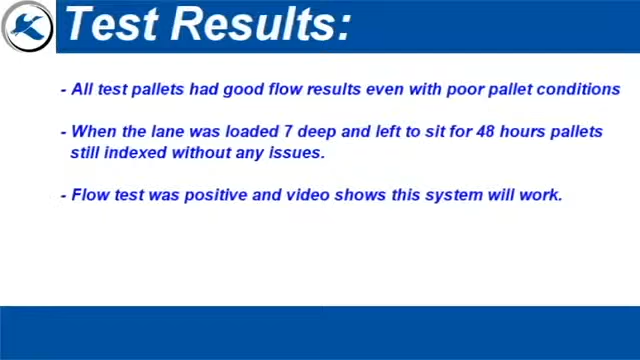 Test Results:
- All test pallets had good flow results even with poor pallet conditions
- When the lane was loaded 7 deep and left to sit for 48 hours pallets
still indexed without any issues.
- Flow test was positive and video shows this system will work.